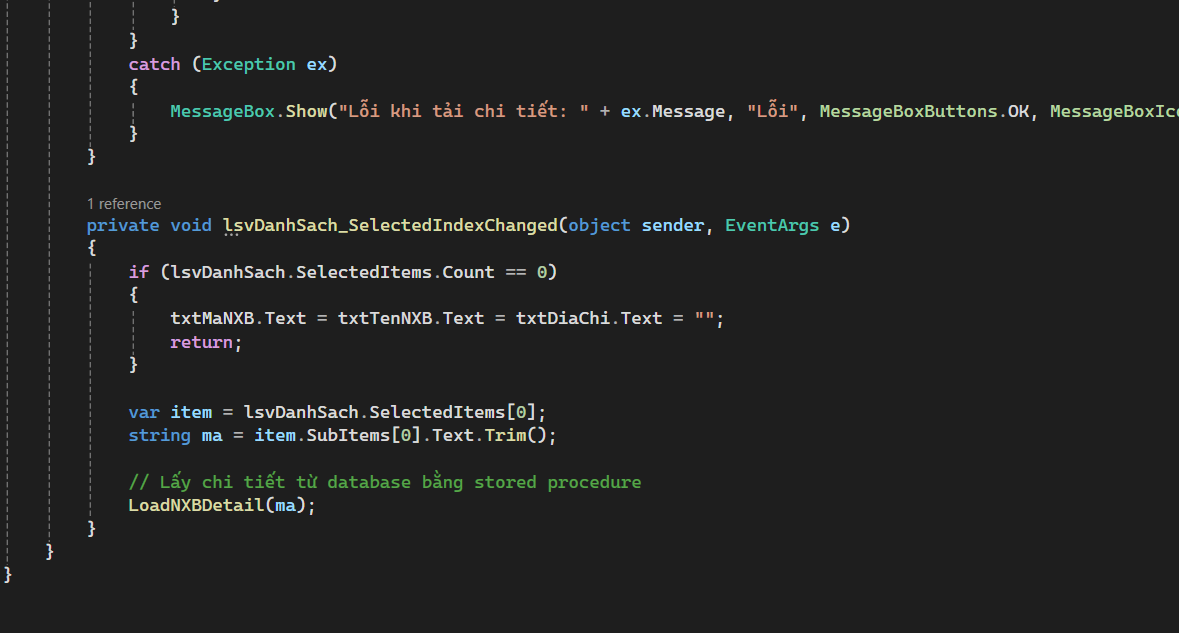 }
}
catch (Exception ex)
{
MessageBox.Show("Lỗi khi tải chi tiết: " + ex.Message, "Lỗi", MessageBoxButtons.OK, MessageBoxIco
}
}
1 reference
private void lsvDanhSach_SelectedIndexChanged(object sender, EventArgs e)
{
if (lsvDanhSach.SelectedItems.Count == 0)
{
txtMaNXB.Text = txtTenNXB.Text = txtDiaChi.Text = "";
return;
}
var item = lsvDanhSach.SelectedItems[0];
string ma = item.SubItems[0].Text.Trim();
// Lấy chi tiết từ database bằng stored procedure
LoadNXBDetail(ma);
}
}
}